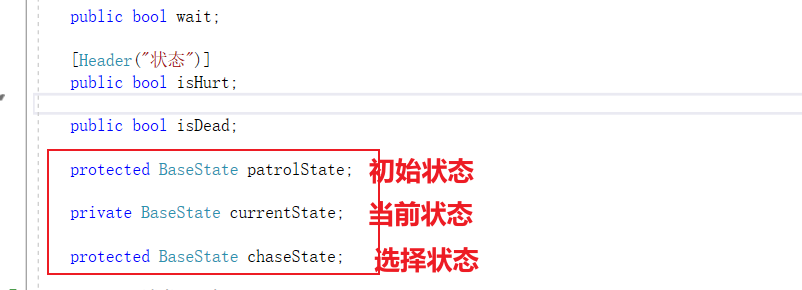 public bool wait;
[Header("状态")]
public bool isHurt;
public bool isDead;
protected BaseState patrolState; 初始状态
private BaseState currentState; 当前状态
protected BaseState chaseState; 选择状态